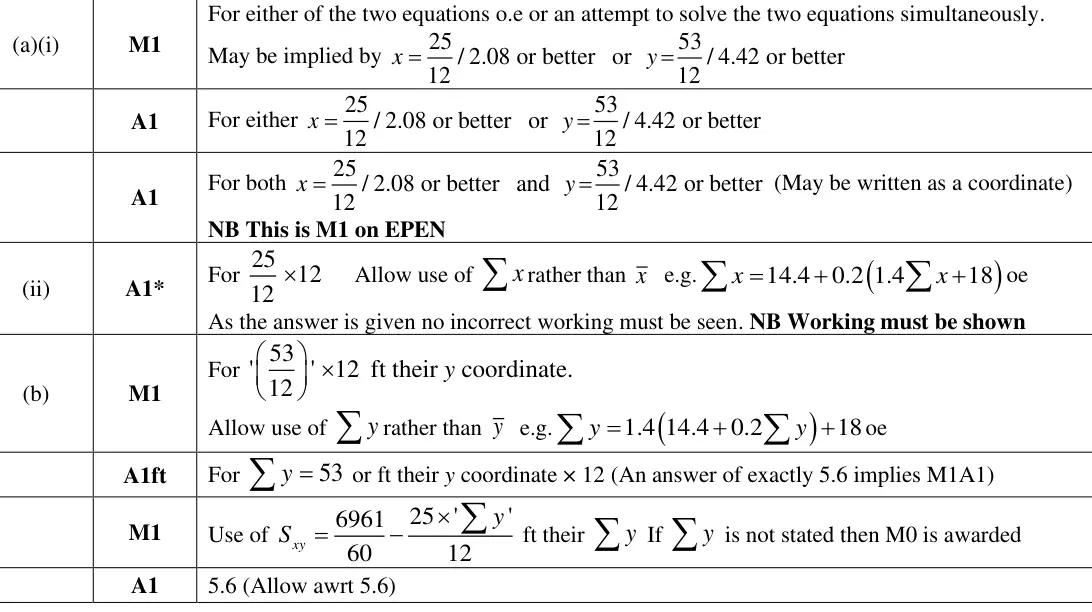 (a)(i) M1 For either of the two equations o.e or an attempt to solve the two equations simultaneously.
May be implied by x = 25/12 / 2.08 or better or y = 53/12 / 4.42 or better
A1 For either x = 25/12 / 2.08 or better or y = 53/12 / 4.42 or better
A1 For both x = 25/12 / 2.08 or better and y = 53/12 / 4.42 or better (May be written as a coordinate)
NB This is M1 on EPEN
(ii) A1* For 25/12 ×12 Allow use of ∑x rather than x̅ e.g. ∑x = 14.4 + 0.2(1.4∑x + 18) oe
As the answer is given no incorrect working must be seen. NB Working must be shown
(b) M1 For '(53/12)' ×12 ft their y coordinate.
Allow use of ∑y rather than y̅ e.g. ∑y = 1.4(14.4 + 0.2∑y) + 18 oe
A1ft For ∑y = 53 or ft their y coordinate × 12 (An answer of exactly 5.6 implies M1A1)
M1 Use of Sxy = 6961/60 − 25×'∑y'/12 ft their ∑y If ∑y is not stated then M0 is awarded
A1 5.6 (Allow awrt 5.6)